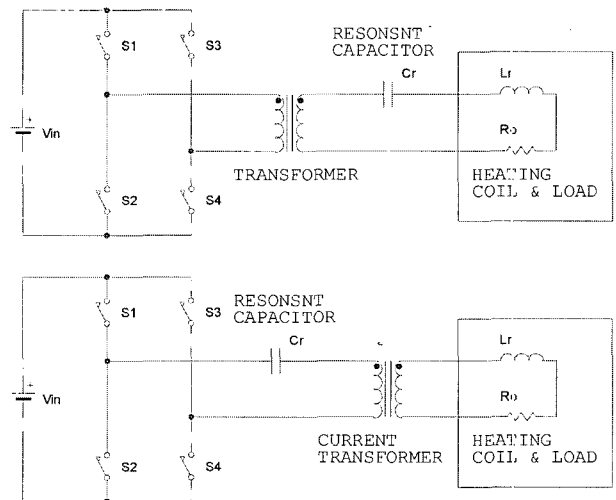 RESONSNT
CAPACITOR
S1
S3
Cr
Lr
Ro
+
Vin
TRANSFORMER
HEATING
COIL & LOAD
S2
S4
S1
S3
RESONSNT
CAPACITOR
Cr
Lr
Ro
+
Vin
CURRENT
TRANSFORMER
HEATING
COIL & LOAD
S2
S4